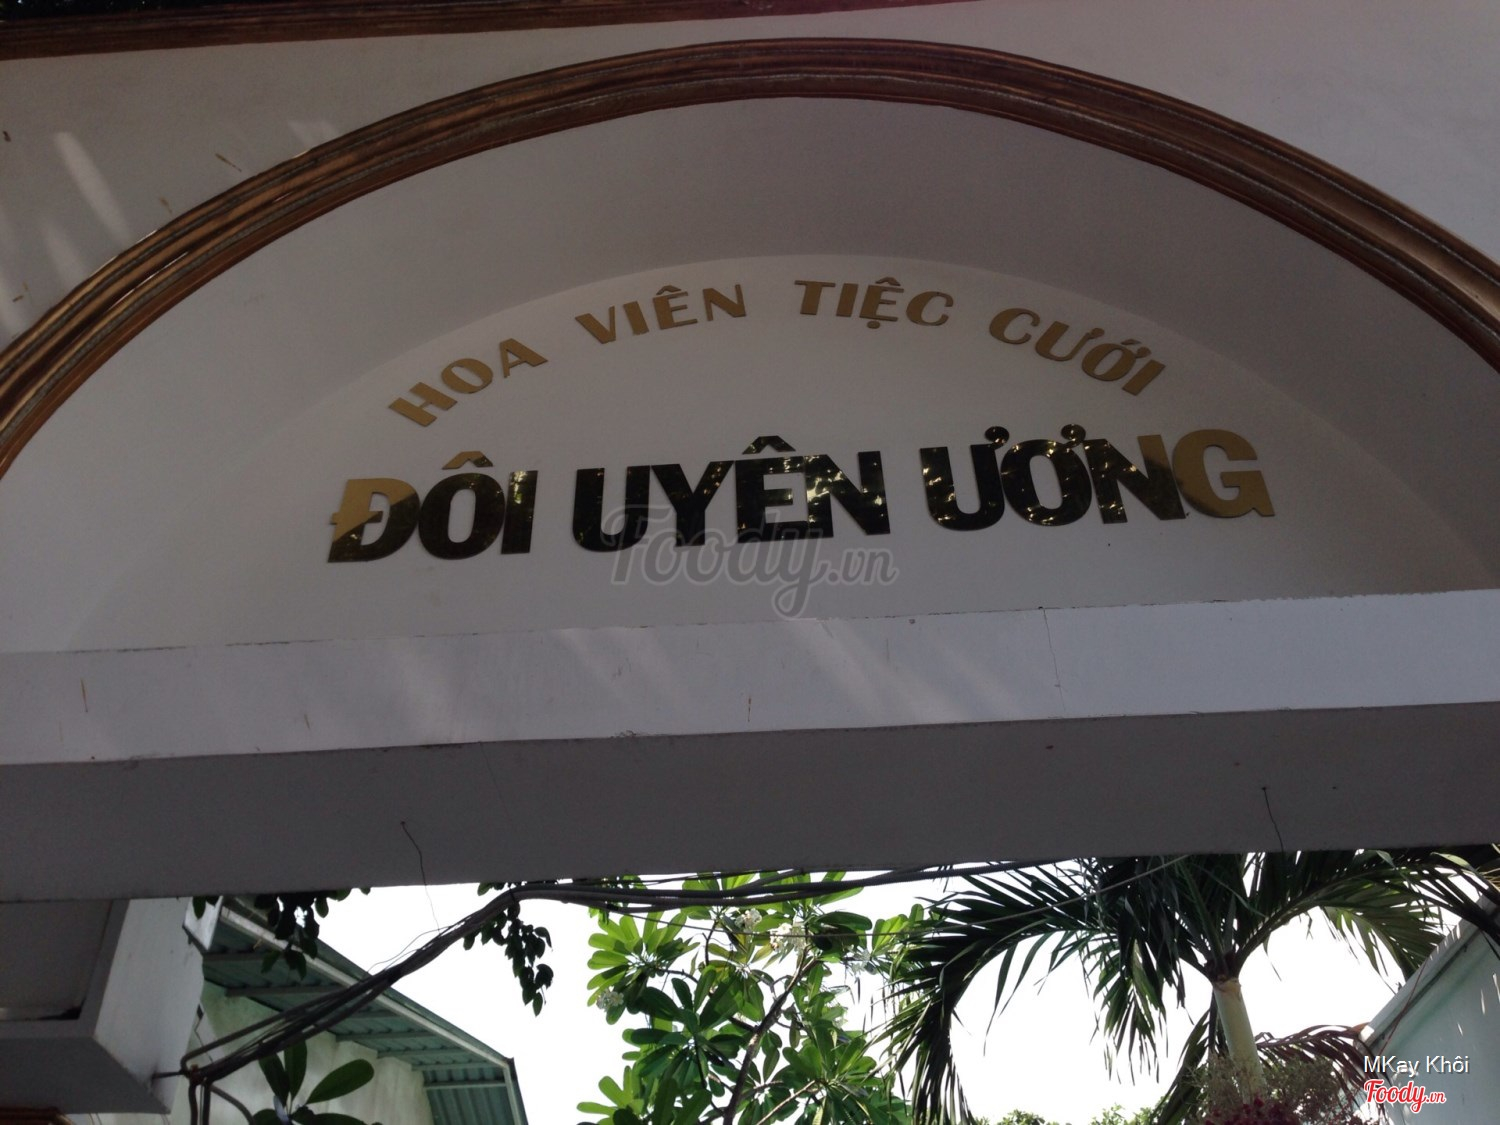 HOA VIÊN TIỆC CƯỚI
ĐÔI UYÊN ƯƠNG
Foody.vn
MKay Khôi
Foody.vn